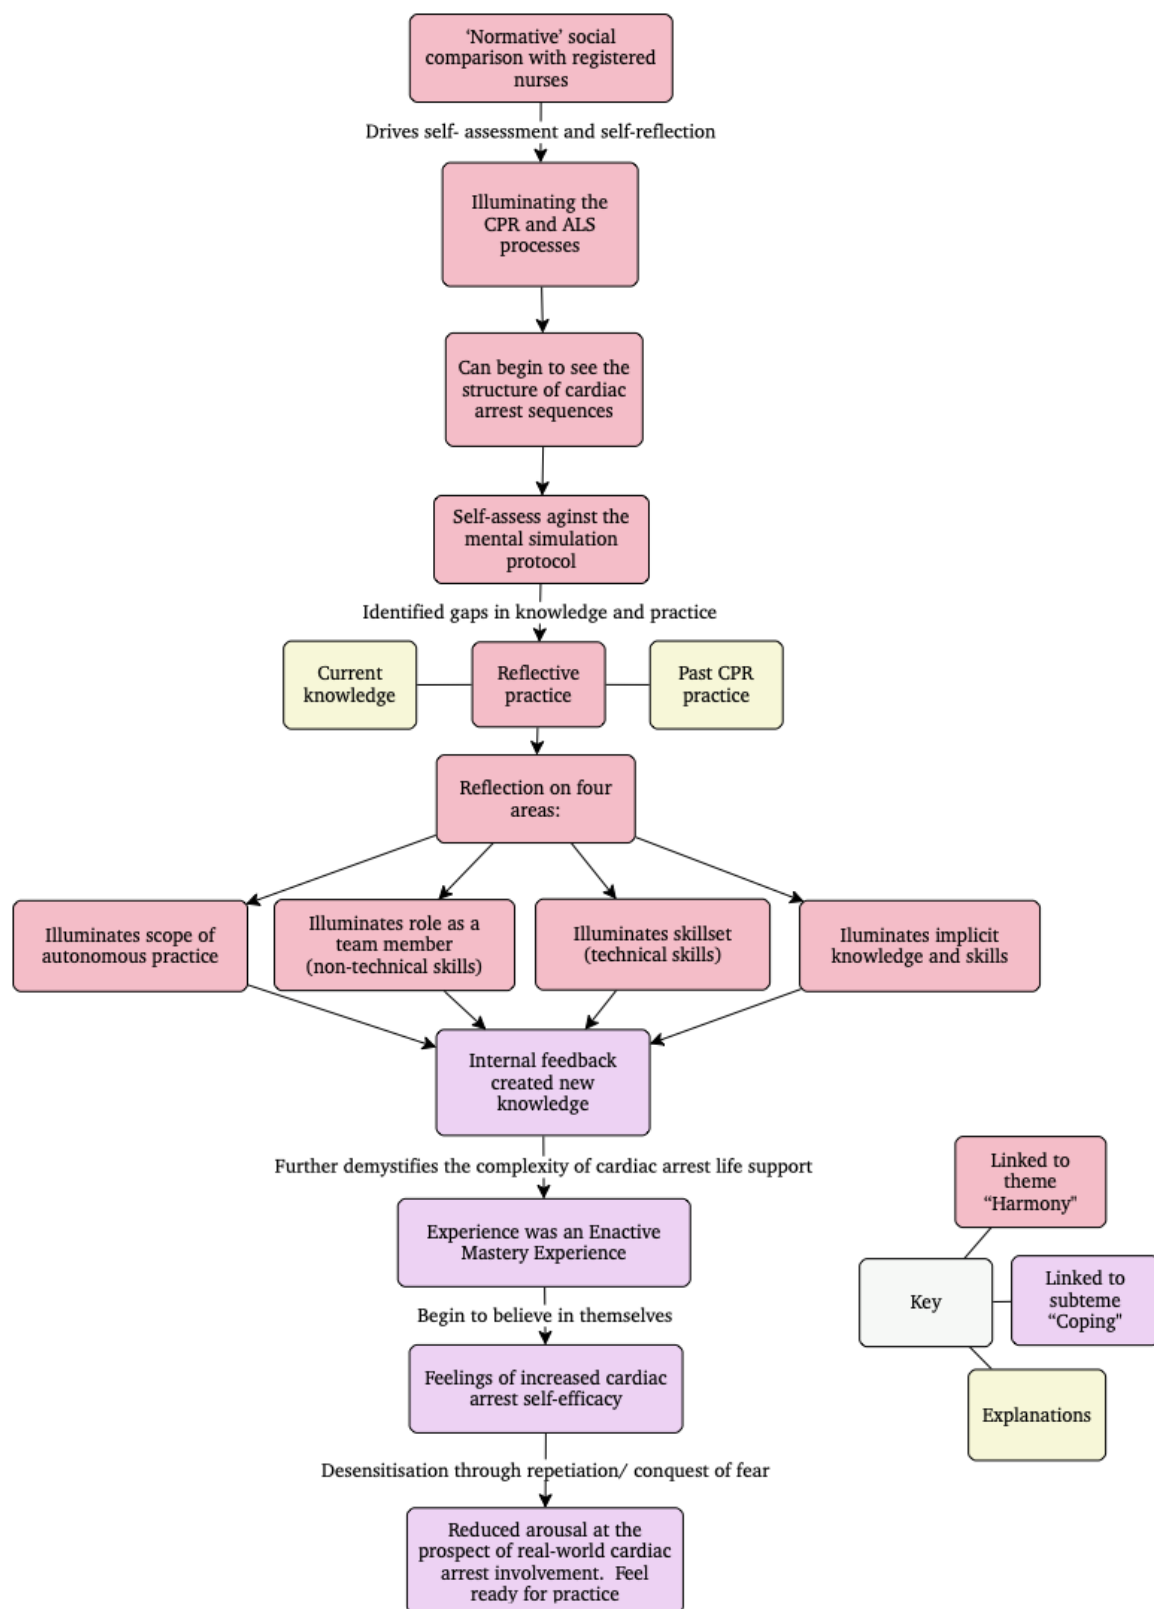 ‘Normative’ social
comparison with registered
nurses
Drives self- assessment and self-reflection
Illuminating the
CPR and ALS
processes
Can begin to see the
structure of cardiac
arrest sequences
Self-assess aginst the
mental simulation
protocol
Identified gaps in knowledge and practice
Current
knowledge
Reflective
practice
Past CPR
practice
Reflection on four
areas:
Illuminates scope of
autonomous practice
Illuminates role as a
team member
(non-technical skills)
Illuminates skillset
(technical skills)
Iluminates implicit
knowledge and skills
Internal feedback
created new
knowledge
Further demystifies the complexity of cardiac arrest life support
Experience was an Enactive
Mastery Experience
Begin to believe in themselves
Feelings of increased cardiac
arrest self-efficacy
Desensitisation through repetiation/ conquest of fear
Reduced arousal at the
prospect of real-world cardiac
arrest involvement. Feel
ready for practice
Linked to
theme
“Harmony"
Key
Linked to
subteme
“Coping"
Explanations